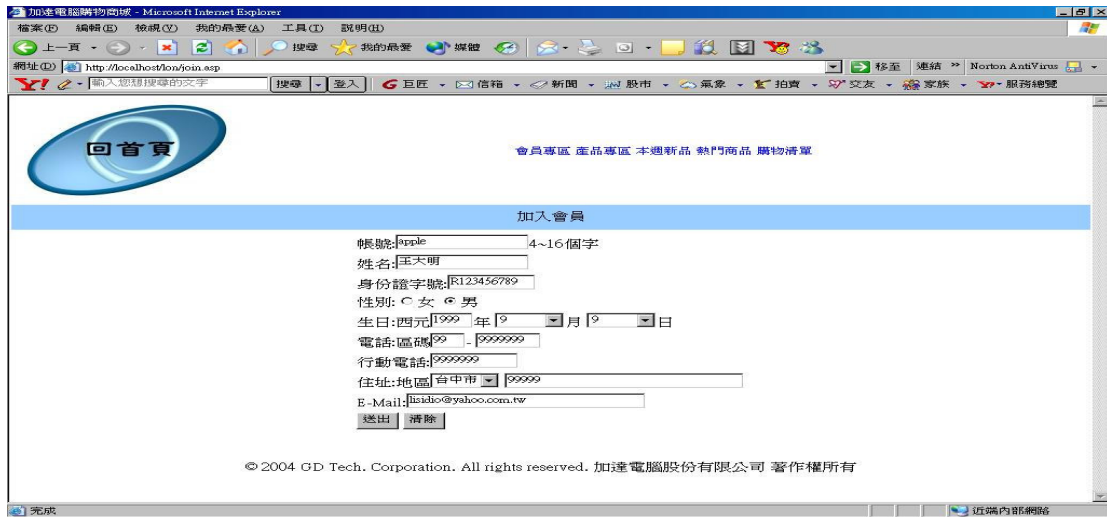 加達電腦購物商城 - Microsoft Internet Explorer
檔案(F) 編輯(E) 檢視(V) 我的最愛(A) 工具(T) 說明(H)
上一頁 搜尋 我的最愛 媒體
網址(D) http://localhost/lon/join.asp 移至 連結 » Norton AntiVirus
Y! 輸入您想搜尋的文字 搜尋 登入 G 巨匠 信箱 新聞 股市 氣象 拍賣 交友 家族 Y? 服務總覽
回首頁
會員專區 產品專區 本週新品 熱門商品 購物清單
加入會員
帳號:apple 4~16個字
姓名:王大明
身份證字號:R123456789
性別: 女 男
生日:西元1999 年 9 月 9 日
電話:區碼99 - 9999999
行動電話:9999999
住址:地區 台中市 99999
E-Mail:lisidio@yahoo.com.tw
送出 清除
© 2004 GD Tech. Corporation. All rights reserved. 加達電腦股份有限公司 著作權所有
完成 近端內部網路